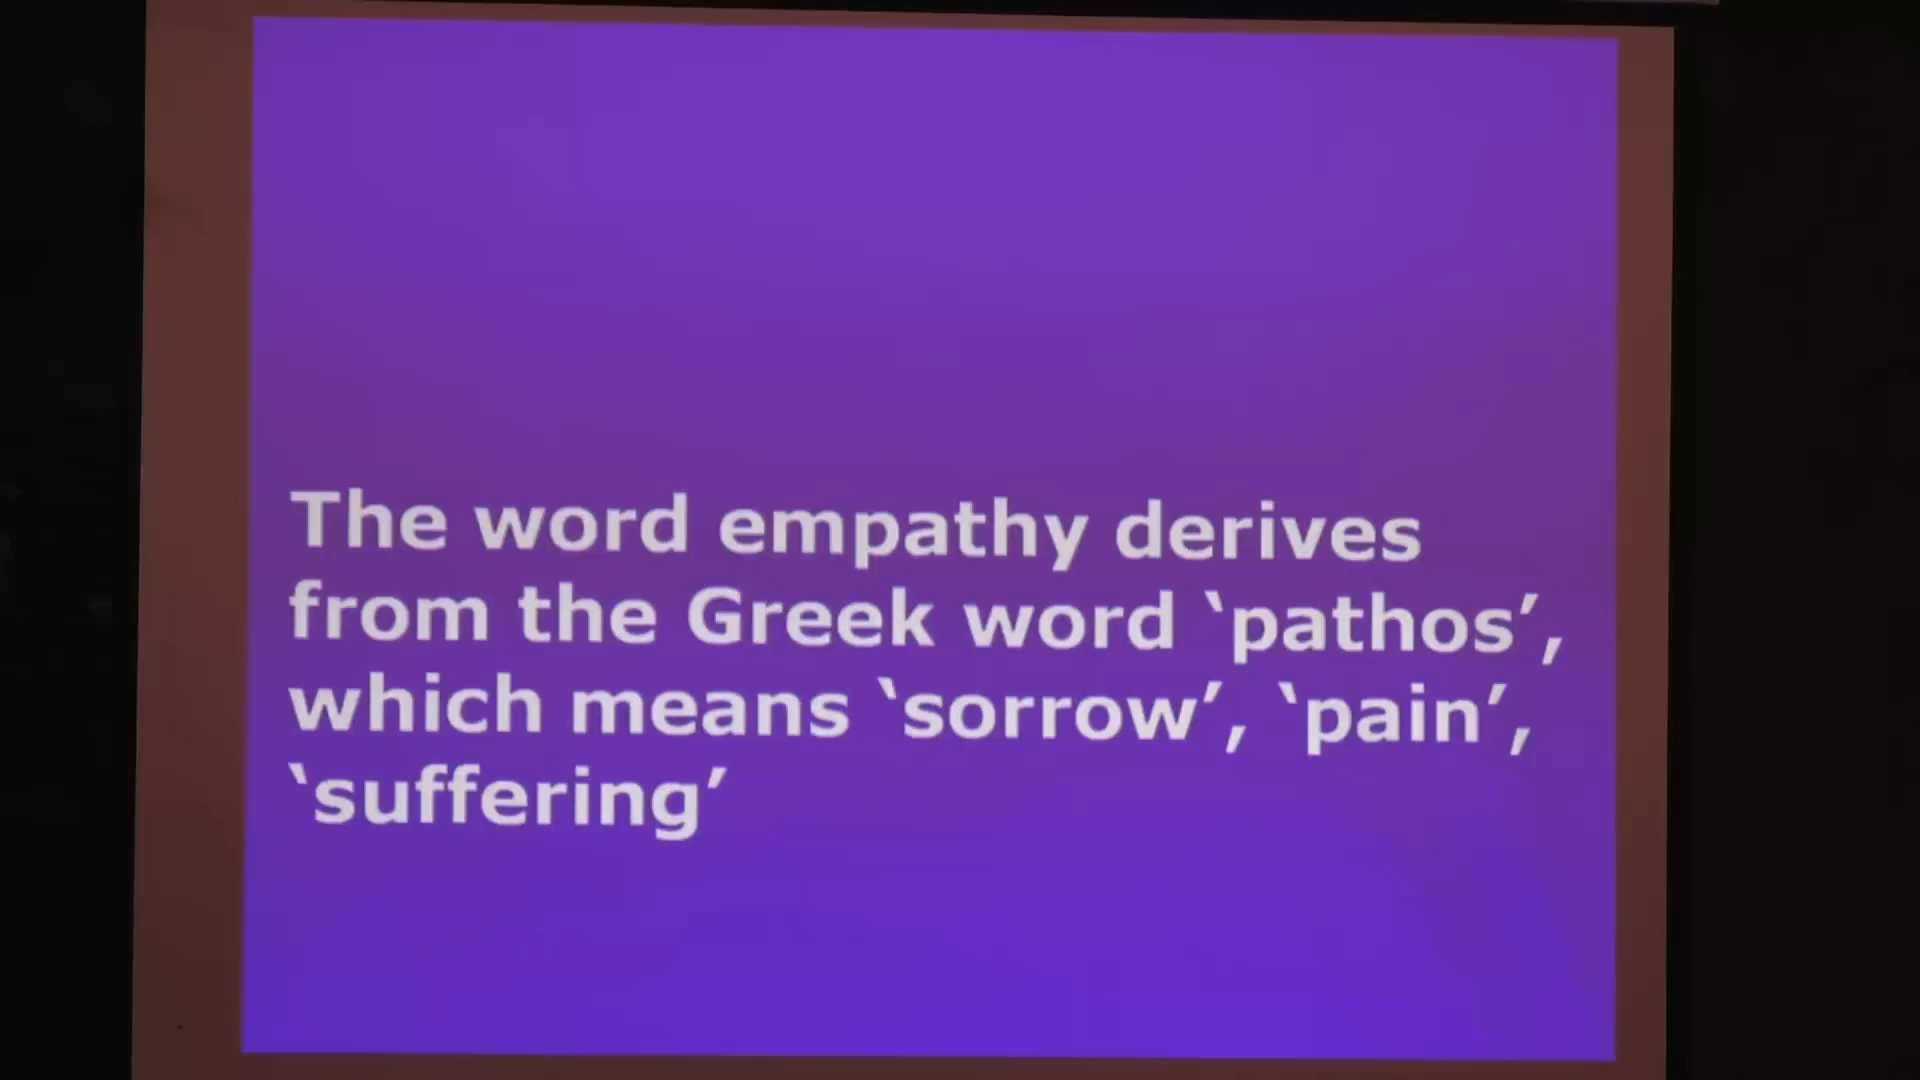 The word empathy derives
from the Greek word ‘pathos’,
which means ‘sorrow’, ‘pain’,
‘suffering’